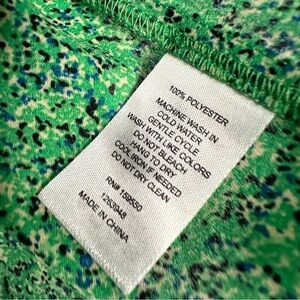 100% POLYESTER
MACHINE WASH IN
COLD WATER
GENTLE CYCLE
WASH WITH LIKE COLORS
DO NOT BLEACH
HANG TO DRY
COOL IRON IF NEEDED
DO NOT DRY CLEAN
RN# 159520
1263948
MADE IN CHINA